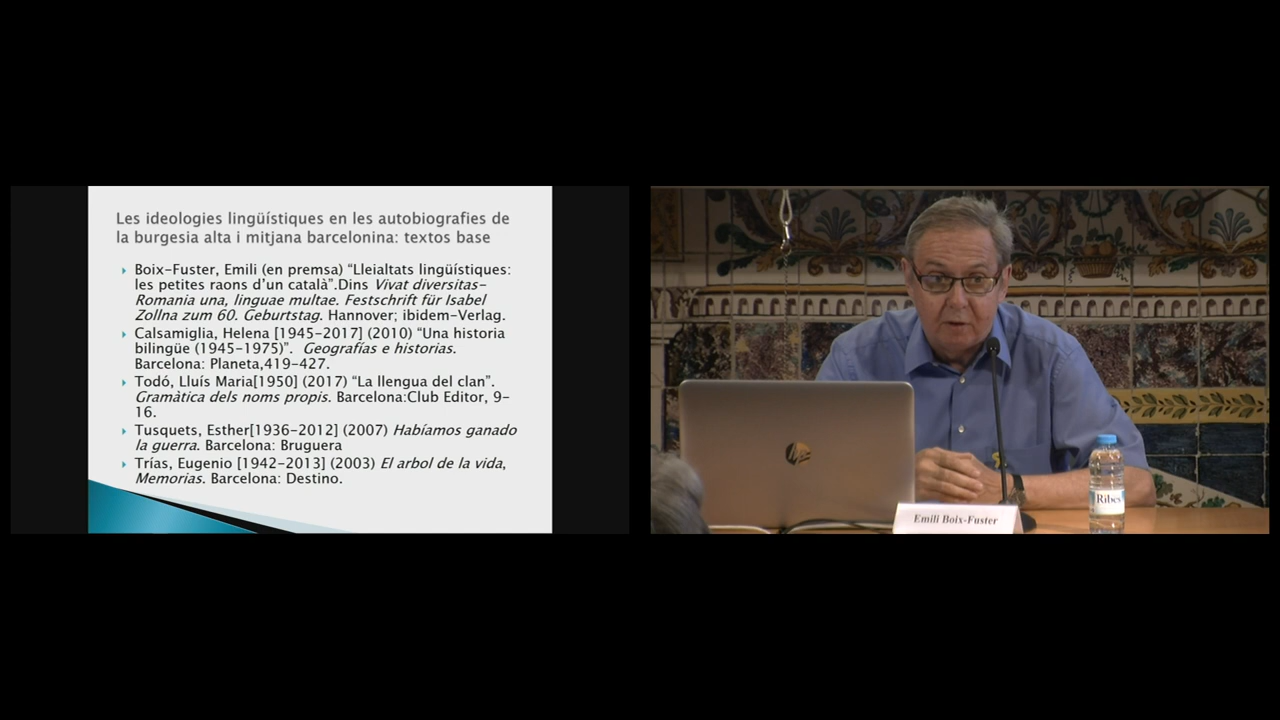 Les ideologies lingüístiques en les autobiografies de
la burgesia alta i mitjana barcelonina: textos base
Boix-Fuster, Emili (en premsa) “Lleialtats lingüístiques:
les petites raons d’un català”.Dins Vivat diversitas-
Romania una, linguae multae. Festschrift für Isabel
Zollna zum 60. Geburtstag. Hannover; ibidem-Verlag.
Calsamiglia, Helena [1945-2017] (2010) “Una historia
bilingüe (1945-1975)”. Geografías e historias.
Barcelona: Planeta,419-427.
Todó, Lluís Maria[1950] (2017) “La llengua del clan”.
Gramàtica dels noms propis. Barcelona:Club Editor, 9-
16.
Tusquets, Esther[1936-2012] (2007) Habíamos ganado
la guerra. Barcelona: Bruguera
Trías, Eugenio [1942-2013] (2003) El arbol de la vida,
Memorias. Barcelona: Destino.
hp
Emili Boix-Fuster
Ribes